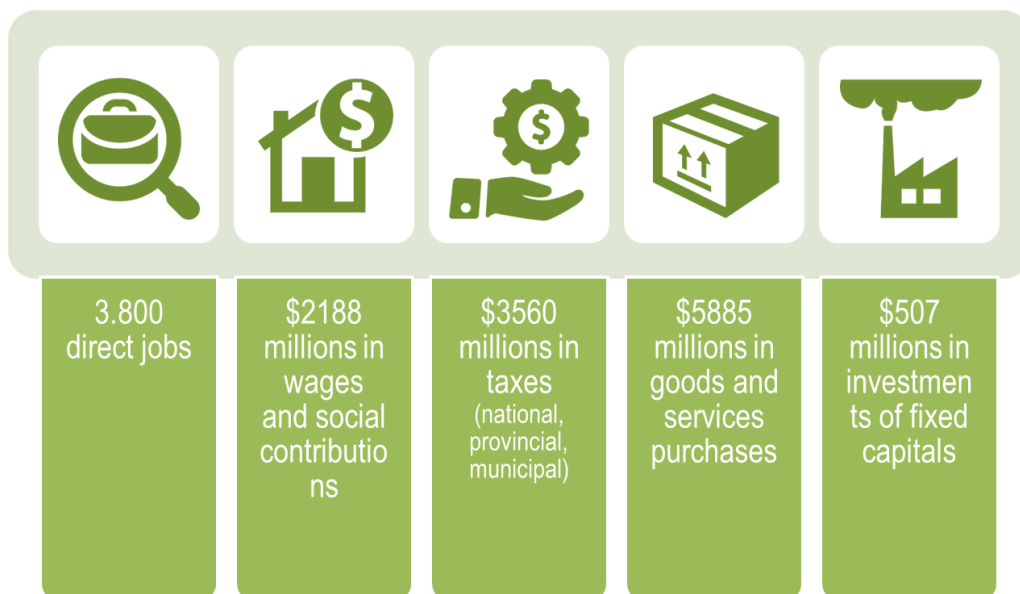 3.800
direct jobs
$2188
millions in
wages
and social
contributio
ns
$3560
millions in
taxes
(national,
provincial,
municipal)
$5885
millions in
goods and
services
purchases
$507
millions in
investmen
ts of fixed
capitals